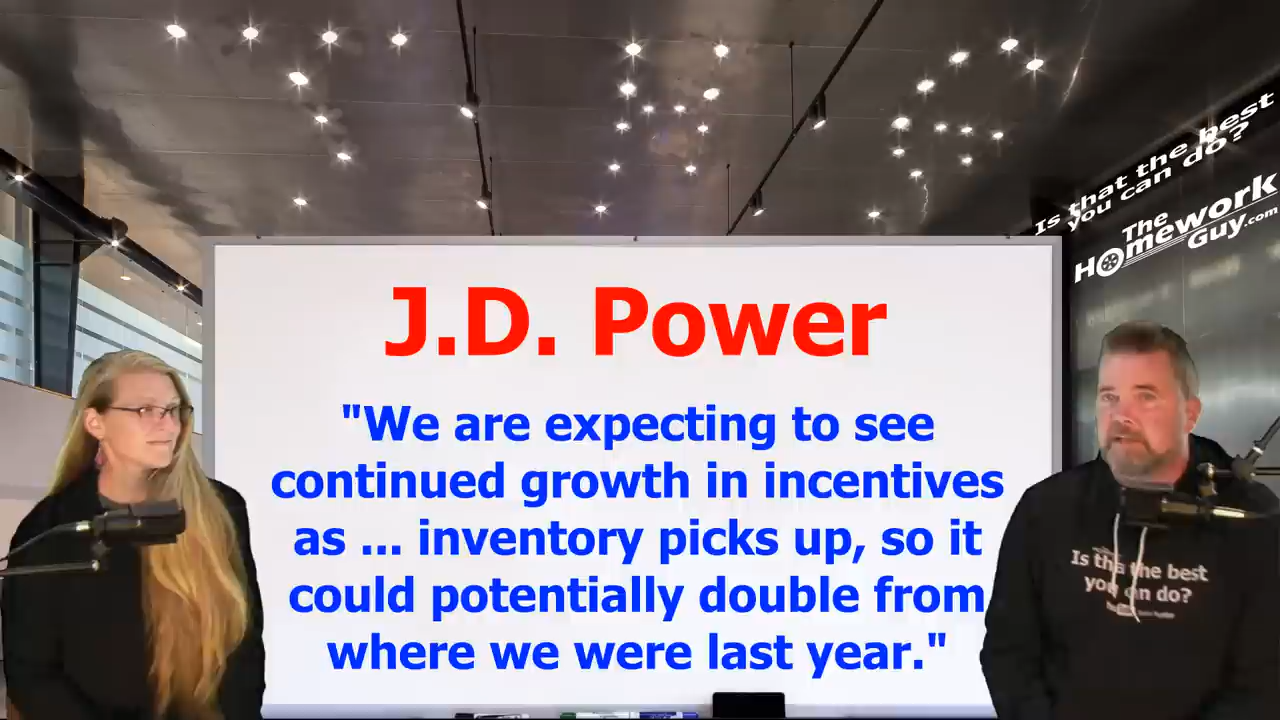 Is that the best
you can do?
The
Homework
Guy.com
J.D. Power
"We are expecting to see
continued growth in incentives
as ... inventory picks up, so it
could potentially double from
where we were last year."
Is tha the best
you an do?